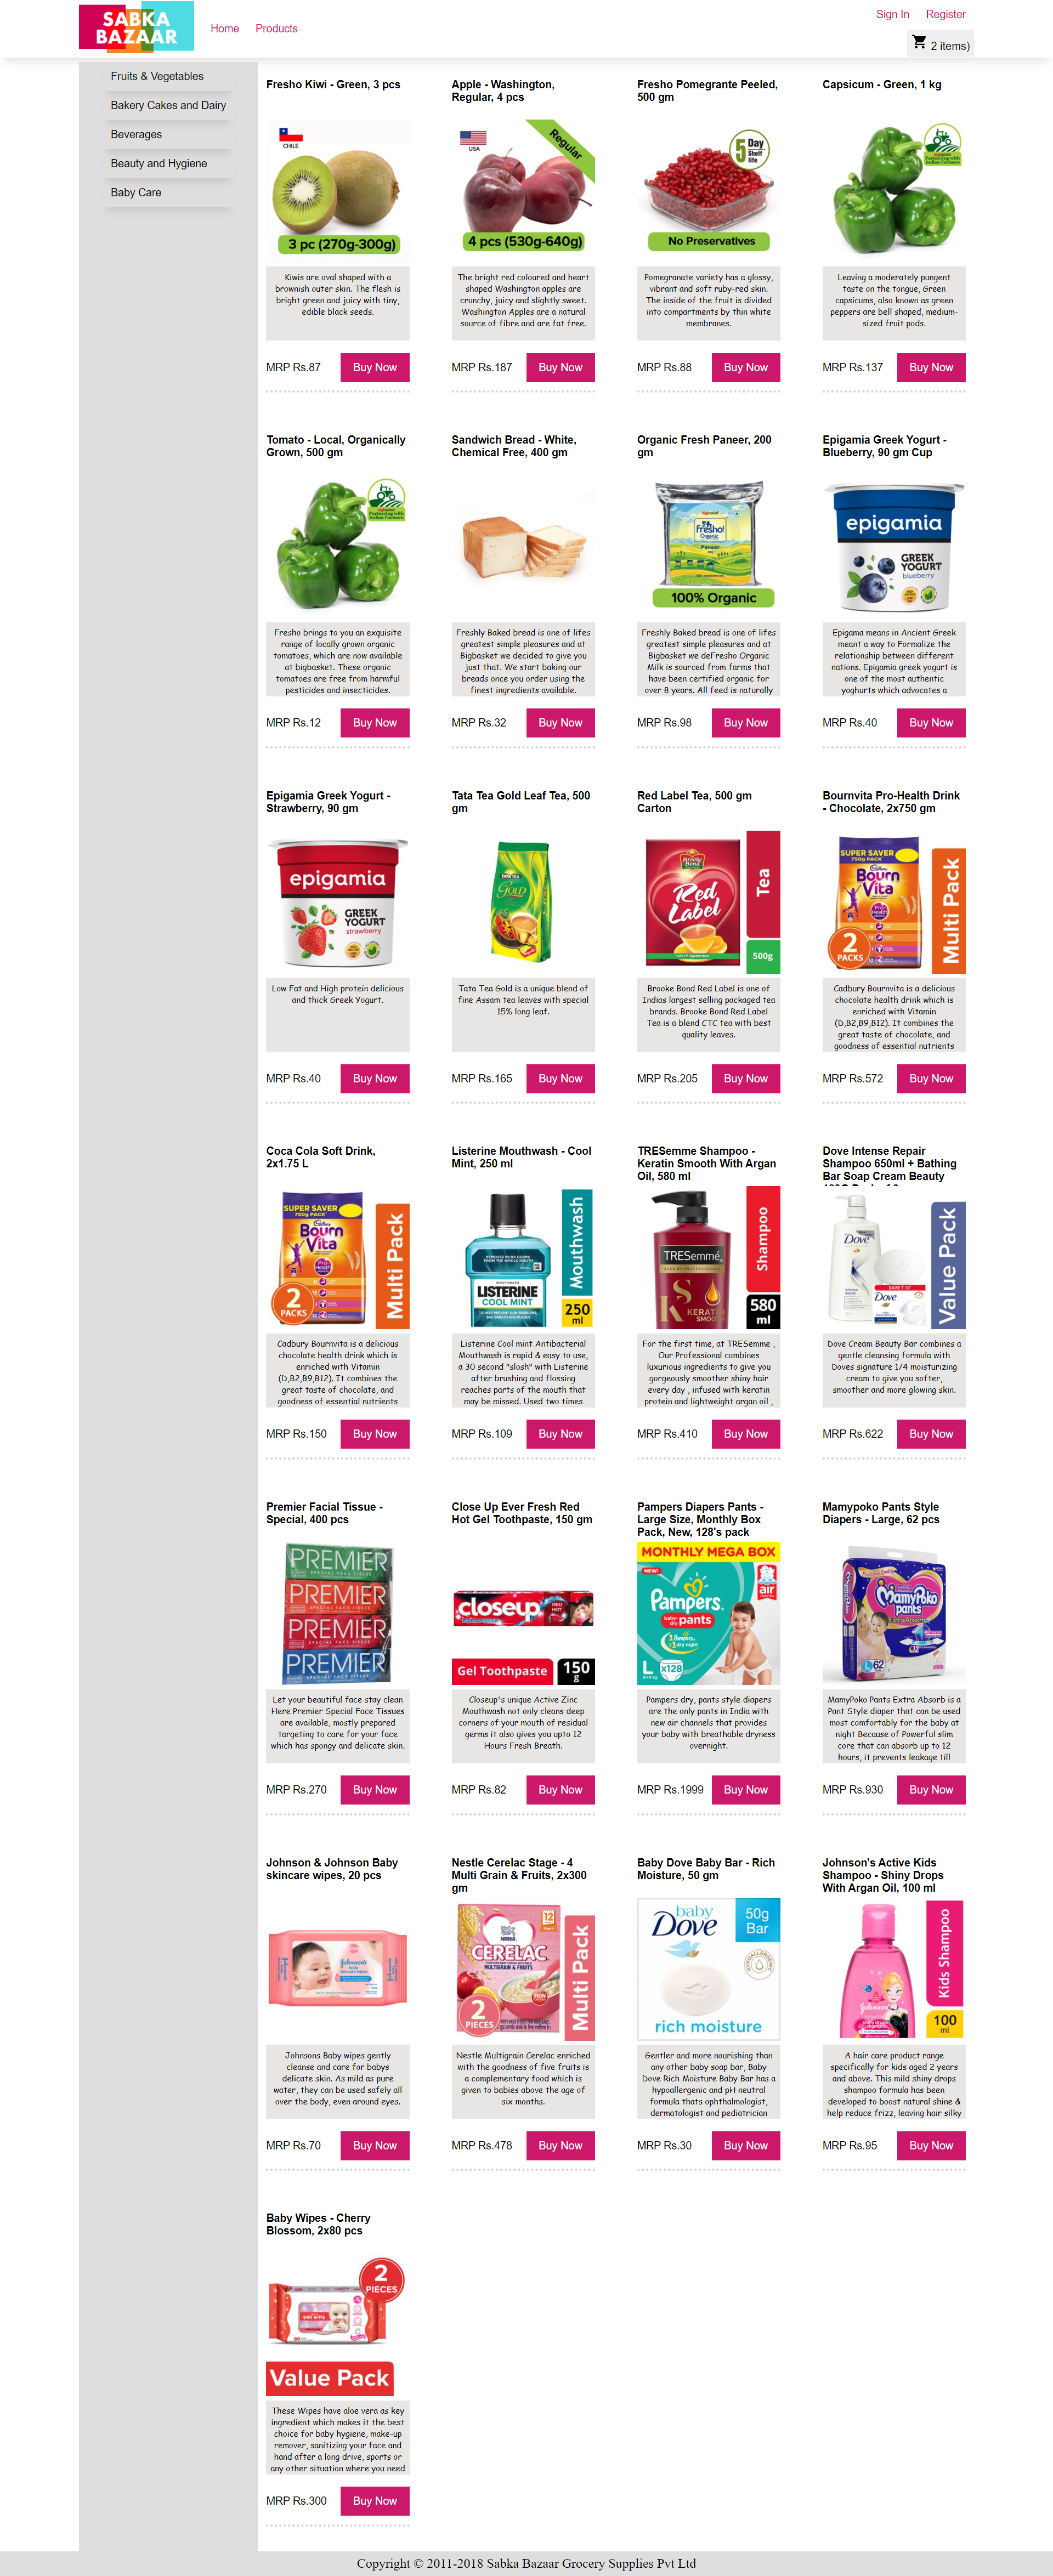 SABKA
BAZAAR
Home
Products
Sign In
Register
2 items)
Fruits & Vegetables
Bakery Cakes and Dairy
Beverages
Beauty and Hygiene
Baby Care
Fresho Kiwi - Green, 3 pcs
CHILE
3 pc (270g-300g)
Kiwis are oval shaped with a
brownish outer skin. The flesh is
bright green and juicy with tiny,
edible black seeds.
MRP Rs.87
Buy Now
Apple - Washington,
Regular, 4 pcs
USA
Regular
4 pcs (530g-640g)
The bright red coloured and heart
shaped Washington apples are
crunchy, juicy and slightly sweet.
Washington Apples are a natural
source of fibre and are fat free.
MRP Rs.187
Buy Now
Fresh Pomegrante Peeled,
500 gm
5 Day
Shelf
life
No Preservatives
Pomegranate variety has a glossy,
vibrant and soft ruby-red skin.
The inside of the fruit is divided
into compartments by thin white
membranes.
MRP Rs.88
Buy Now
Capsicum - Green, 1 kg
Partnering with
Indian Farmers
Leaving a moderately pungent
taste on the tongue, Green
capsicums, also known as green
peppers are bell shaped, medium-
sized fruit pods.
MRP Rs.137
Buy Now
Tomato - Local, Organically
Grown, 500 gm
Partnering with
Indian Farmers
Fresho brings to you an exquisite
range of locally grown organic
tomatoes, which are now available
at bigbasket. These organic
tomatoes are free from harmful
pesticides and insecticides.
MRP Rs.12
Buy Now
Sandwich Bread - White,
Chemical Free, 400 gm
Freshly Baked bread is one of lifes
greatest simple pleasures and at
Bigbasket we decided to give you
just that. We start baking our
breads once you order using the
finest ingredients available.
MRP Rs.32
Buy Now
Organic Fresh Paneer, 200
gm
fresho!
Organic
Paneer
100% Organic
Freshly Baked bread is one of lifes
greatest simple pleasures and at
Bigbasket we deFresho Organic
Milk is sourced from farms that
have been certified organic for
over 8 years. All feed is naturally
MRP Rs.98
Buy Now
Epigamia Greek Yogurt -
Blueberry, 90 gm Cup
epigamia
GREEK
YOGURT
blueberry
Epigama means in Ancient Greek
meant a way to Formalize the
relationship between different
nations. Epigamia greek yogurt is
one of the most authentic
yoghurts which advocates a
MRP Rs.40
Buy Now
Epigamia Greek Yogurt -
Strawberry, 90 gm
epigamia
GREEK
YOGURT
strawberry
Low Fat and High protein delicious
and thick Greek Yogurt.
MRP Rs.40
Buy Now
Tata Tea Gold Leaf Tea, 500
gm
TATA TEA
GOLD
Tata Tea Gold is a unique blend of
fine Assam tea leaves with special
15% long leaf.
MRP Rs.165
Buy Now
Red Label Tea, 500 gm
Carton
Brooke
Bond
Red
Label
Tea
500g
Brooke Bond Red Label is one of
Indias largest selling packaged tea
brands. Brooke Bond Red Label
Tea is a blend CTC tea with best
quality leaves.
MRP Rs.205
Buy Now
Bournvita Pro-Health Drink
- Chocolate, 2x750 gm
SUPER SAVER
750g PACK
Cadbury
Bourn
Vita
2
PACKS
Multi Pack
Cadbury Bournvita is a delicious
chocolate health drink which is
enriched with Vitamin
(D,B2,B9,B12). It combines the
great taste of chocolate, and
goodness of essential nutrients
MRP Rs.572
Buy Now
Coca Cola Soft Drink,
2x1.75 L
SUPER SAVER
750g PACK
Cadbury
Bourn
Vita
2
PACKS
Multi Pack
Cadbury Bournvita is a delicious
chocolate health drink which is
enriched with Vitamin
(D,B2,B9,B12). It combines the
great taste of chocolate, and
goodness of essential nutrients
MRP Rs.150
Buy Now
Listerine Mouthwash - Cool
Mint, 250 ml
LISTERINE
COOL MINT
Mouthwash
250
ml
Listerine Cool mint Antibacterial
Mouthwash is rapid & easy to use,
a 30 second "slosh" with Listerine
after brushing and flossing
reaches parts of the mouth that
may be missed. Used two times
MRP Rs.109
Buy Now
TRESemme Shampoo -
Keratin Smooth With Argan
Oil, 580 ml
TRESemmé
KS
KERATIN
SMOOTH
Shampoo
580
ml
For the first time, at TRESemme ,
Our Professional combines
luxurious ingredients to give you
gorgeously smoother shiny hair
every day , infused with keratin
protein and lightweight argan oil ,
MRP Rs.410
Buy Now
Dove Intense Repair
Shampoo 650ml + Bathing
Bar Soap Cream Beauty
Dove
Dove
Value Pack
Dove Cream Beauty Bar combines a
gentle cleansing formula with
Doves signature 1/4 moisturizing
cream to give you softer,
smoother and more glowing skin.
MRP Rs.622
Buy Now
Premier Facial Tissue -
Special, 400 pcs
PREMIER
SPECIAL FACE TISSUE
PREMIER
SPECIAL FACE TISSUE
PREMIER
SPECIAL FACE TISSUE
PREMIER
Let your beautiful face stay clean
Here Premier Special Face Tissues
are available, mostly prepared
targeting to care for your face
which has spongy and delicate skin.
MRP Rs.270
Buy Now
Close Up Ever Fresh Red
Hot Gel Toothpaste, 150 gm
closeup
RED
HOT
Gel Toothpaste
150
g
Closeup's unique Active Zinc
Mouthwash not only cleans deep
corners of your mouth of residual
germs it also gives you upto 12
Hours Fresh Breath.
MRP Rs.82
Buy Now
Pampers Diapers Pants -
Large Size, Monthly Box
Pack, New, 128's pack
MONTHLY MEGA BOX
NEW!
air
Pampers
baby-dry pants
1 Pampers
=1 dry night
L
x128
Pampers dry, pants style diapers
are the only pants in India with
new air channels that provides
your baby with breathable dryness
overnight.
MRP Rs.1999
Buy Now
Mamypoko Pants Style
Diapers - Large, 62 pcs
MamyPoko
pants
Extra Absorb
L
62
MamyPoko Pants Extra Absorb is a
Pant Style diaper that can be used
most comfortably for the baby at
night Because of Powerful slim
core that can absorb up to 12
hours, it prevents leakage till
MRP Rs.930
Buy Now
Johnson & Johnson Baby
skincare wipes, 20 pcs
Johnson's
Johnsons Baby wipes gently
cleanse and care for babys
delicate skin. As mild as pure
water, they can be used safely all
over the body, even around eyes.
MRP Rs.70
Buy Now
Nestle Cerelac Stage - 4
Multi Grain & Fruits, 2x300
gm
12
CERELAC
MULTIGRAIN & FRUITS
2
PIECES
Multi Pack
Nestle Multigrain Cerelac enriched
with the goodness of five fruits is
a complementary food which is
given to babies above the age of
six months.
MRP Rs.478
Buy Now
Baby Dove Baby Bar - Rich
Moisture, 50 gm
baby
Dove
50g
Bar
HYPOALLERGENIC
rich moisture
Gentler and more nourishing than
any other baby soap bar, Baby
Dove Rich Moisture Baby Bar has a
hypoallergenic and pH neutral
formula thats ophthalmologist,
dermatologist and pediatrician
MRP Rs.30
Buy Now
Johnson's Active Kids
Shampoo - Shiny Drops
With Argan Oil, 100 ml
Johnson's
Kids Shampoo
100
ml
A hair care product range
specifically for kids aged 2 years
and above. This mild shiny drops
shampoo formula has been
developed to boost natural shine &
help reduce frizz, leaving hair silky
MRP Rs.95
Buy Now
Baby Wipes - Cherry
Blossom, 2x80 pcs
2
PIECES
BABY WIPES
Value Pack
These Wipes have aloe vera as key
ingredient which makes it the best
choice for baby hygiene, make-up
remover, sanitizing your face and
hand after a long drive, sports or
any other situation where you need
MRP Rs.300
Buy Now
Copyright © 2011-2018 Sabka Bazaar Grocery Supplies Pvt Ltd